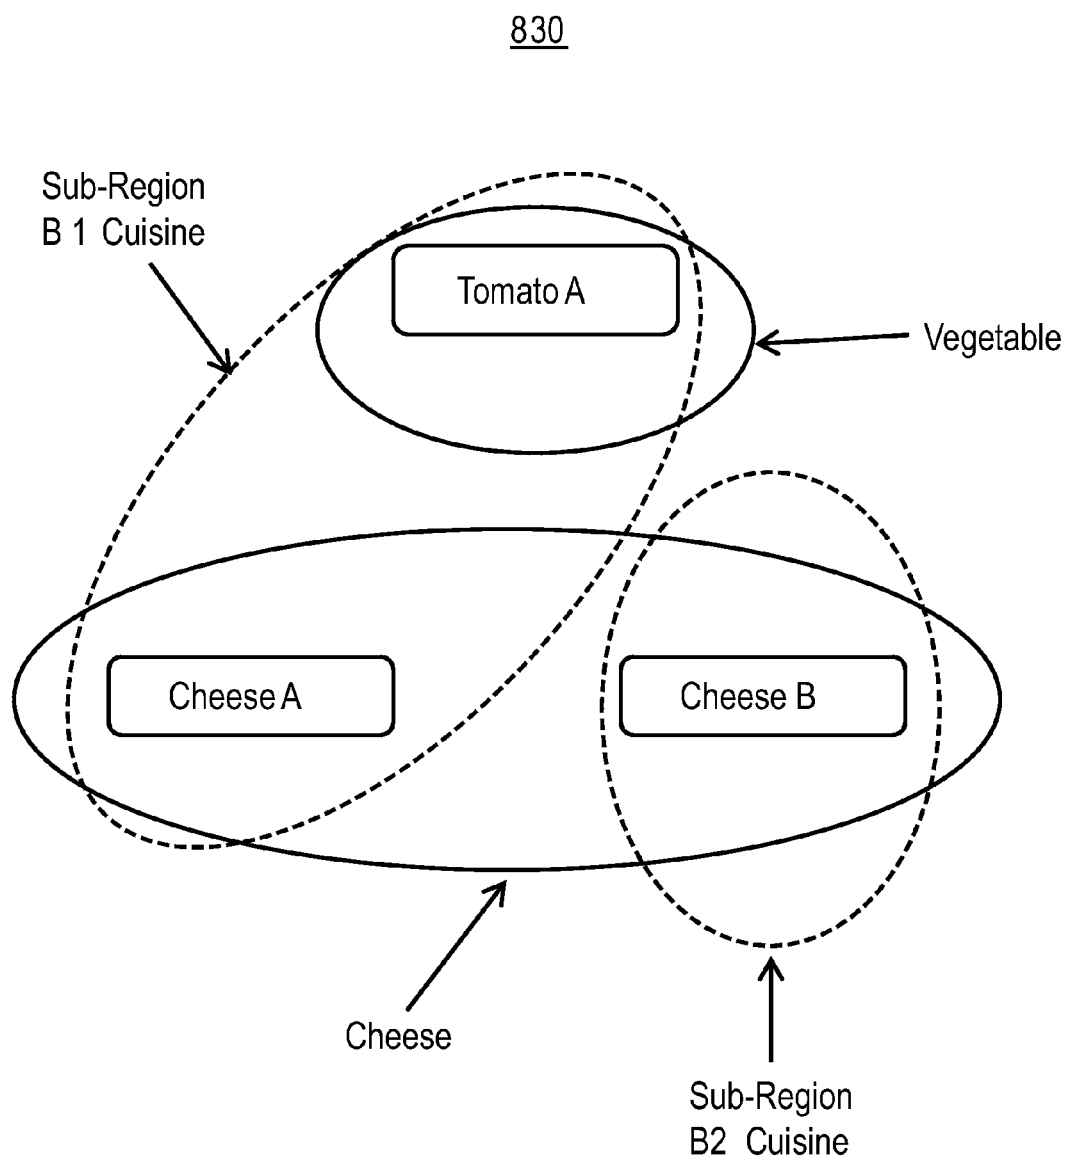 830
Sub-Region
B 1 Cuisine
Tomato A
Vegetable
Cheese A
Cheese B
Cheese
Sub-Region
B2 Cuisine